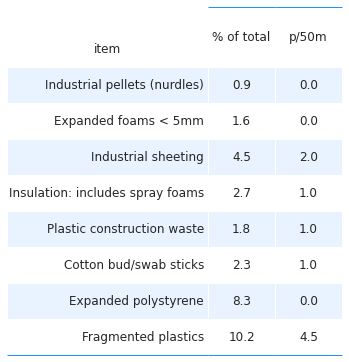 item % of total p/50m
Industrial pellets (nurdles) 0.9 0.0
Expanded foams < 5mm 1.6 0.0
Industrial sheeting 4.5 2.0
Insulation: includes spray foams 2.7 1.0
Plastic construction waste 1.8 1.0
Cotton bud/swab sticks 2.3 1.0
Expanded polystyrene 8.3 0.0
Fragmented plastics 10.2 4.5